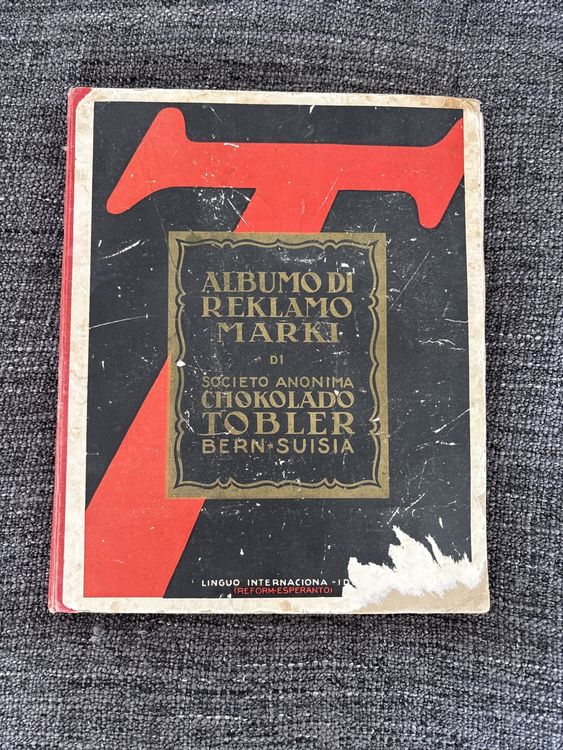 ALBUMO DI
REKLAMO
MARKI
DI
SOCIETO ANONIMA
CHOKOLADO
TOBLER
BERN * SUISIA
LINGUO INTERNACIONA
(REFORM-ESPERANTO)